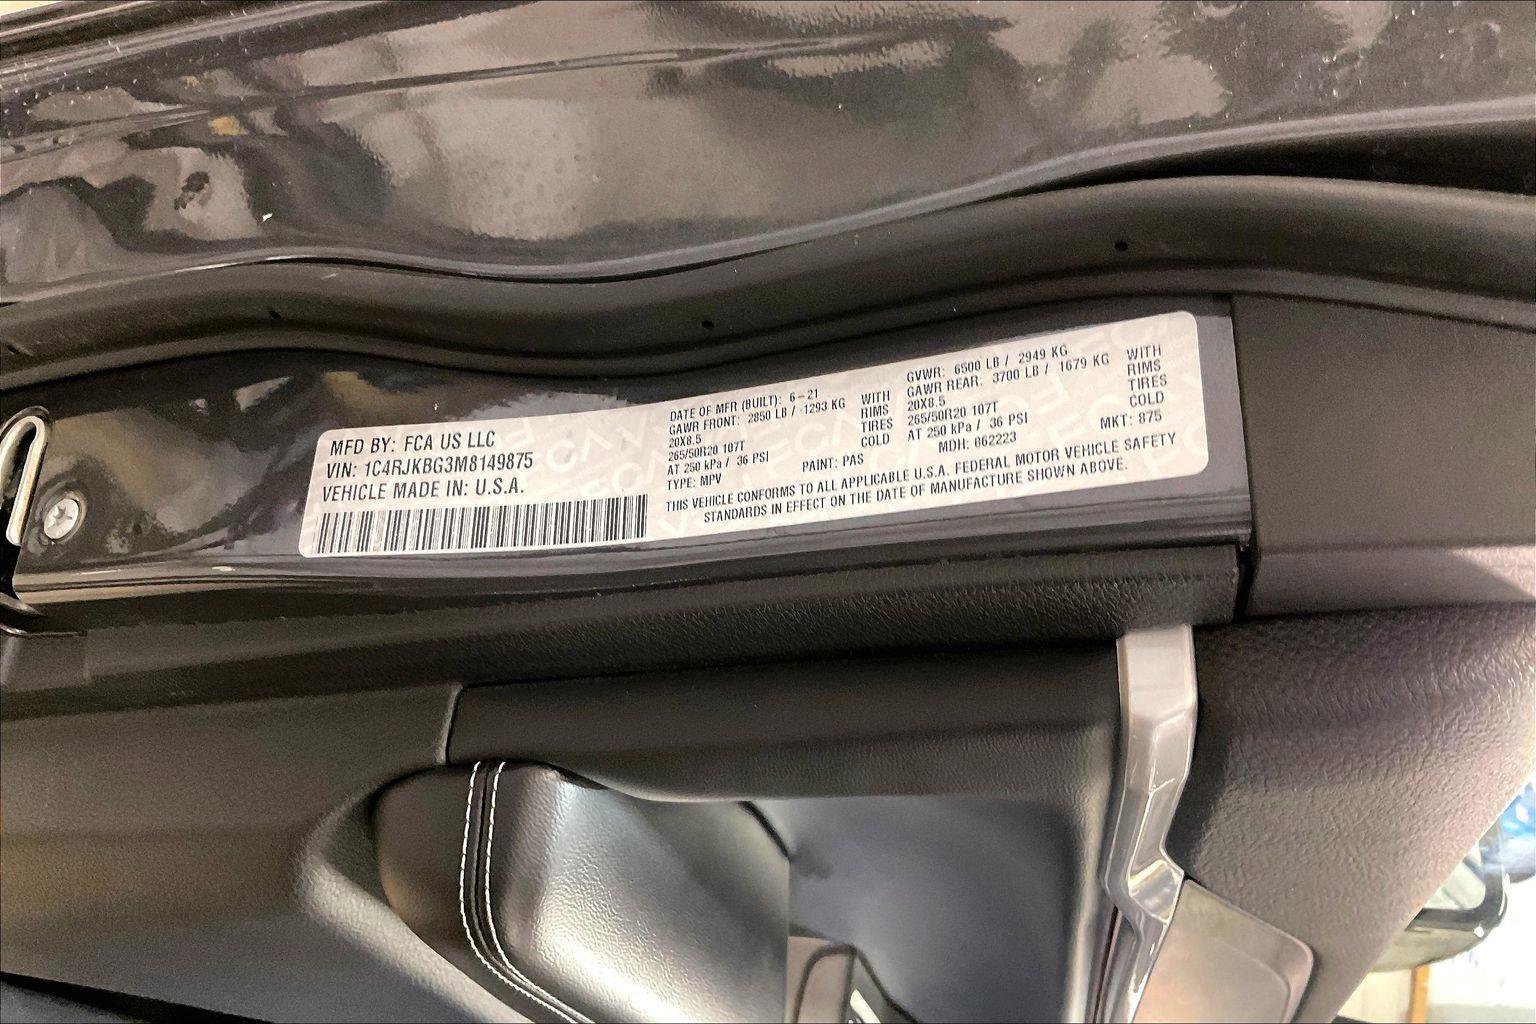 MFD BY: FCA US LLC
VIN: 1C4RJKBG3M8149875
VEHICLE MADE IN: U.S.A.
DATE OF MFR (BUILT): 6-21
GAWR FRONT: 2850 LB / 1293 KG WITH
20X8.5 RIMS
265/50R20 107T TIRES
AT 250 kPa / 36 PSI COLD
TYPE: MPV PAINT: PAS
GVWR: 6500 LB / 2949 KG
GAWR REAR: 3700 LB / 1679 KG WITH
20X8.5 RIMS
265/50R20 107T TIRES
AT 250 kPa / 36 PSI COLD
MDH: 062223 MKT: 875
THIS VEHICLE CONFORMS TO ALL APPLICABLE U.S.A. FEDERAL MOTOR VEHICLE SAFETY
STANDARDS IN EFFECT ON THE DATE OF MANUFACTURE SHOWN ABOVE.